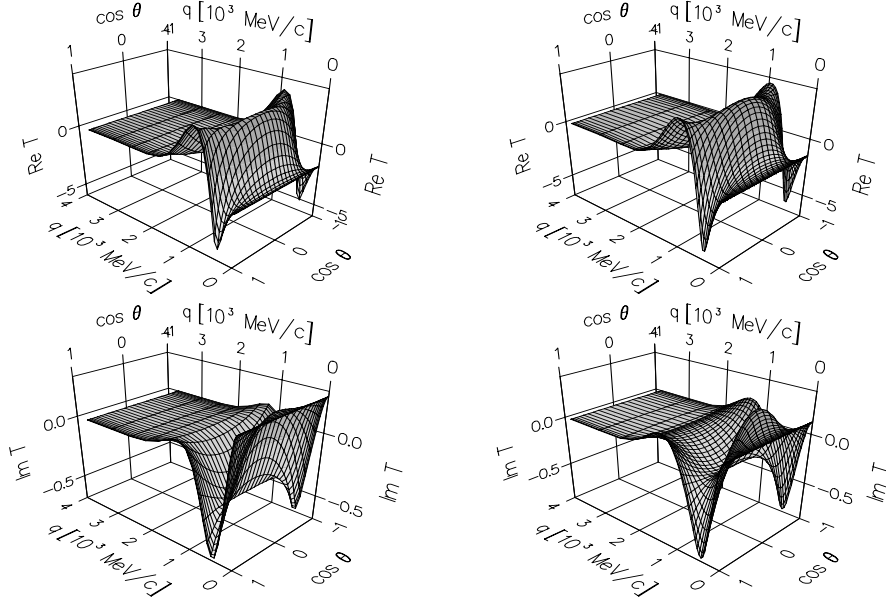 cos θ q [10³ MeV/c]
1 0 -1 4 3 2 1 0
Re T
0 -5
0 -5
Re T
4 3 2 1 0
q [10³ MeV/c]
1 0 -1
cos θ
cos θ q [10³ MeV/c]
1 0 -1 4 3 2 1 0
Re T
0 -5
0 -5
Re T
4 3 2 1 0
q [10³ MeV/c]
1 0 -1
cos θ
cos θ q [10³ MeV/c]
1 0 -1 4 3 2 1 0
Im T
0.0 -0.5
0.0 -0.5
Im T
4 3 2 1 0
q [10³ MeV/c]
1 0 -1
cos θ
cos θ q [10³ MeV/c]
1 0 -1 4 3 2 1 0
Im T
0.0 -0.5
0.0 -0.5
Im T
4 3 2 1 0
q [10³ MeV/c]
1 0 -1
cos θ